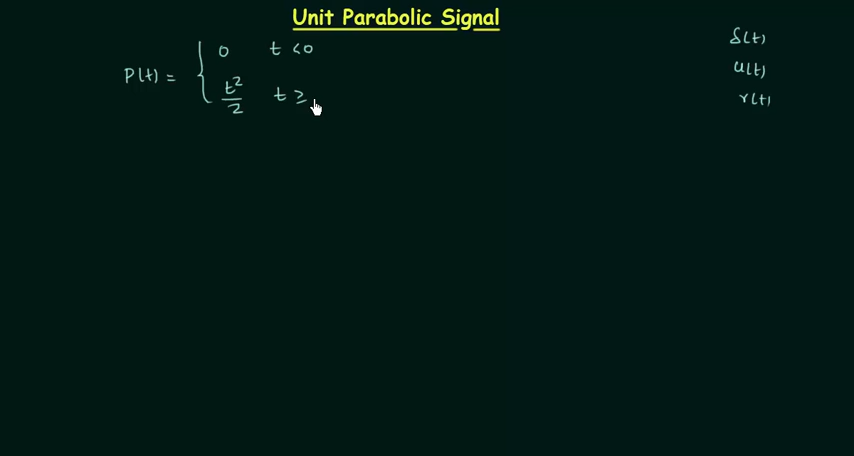 Unit Parabolic Signal
δ(t)
0 t <0
P(t) =
u(t)
t²/2 t ≥
r(t)